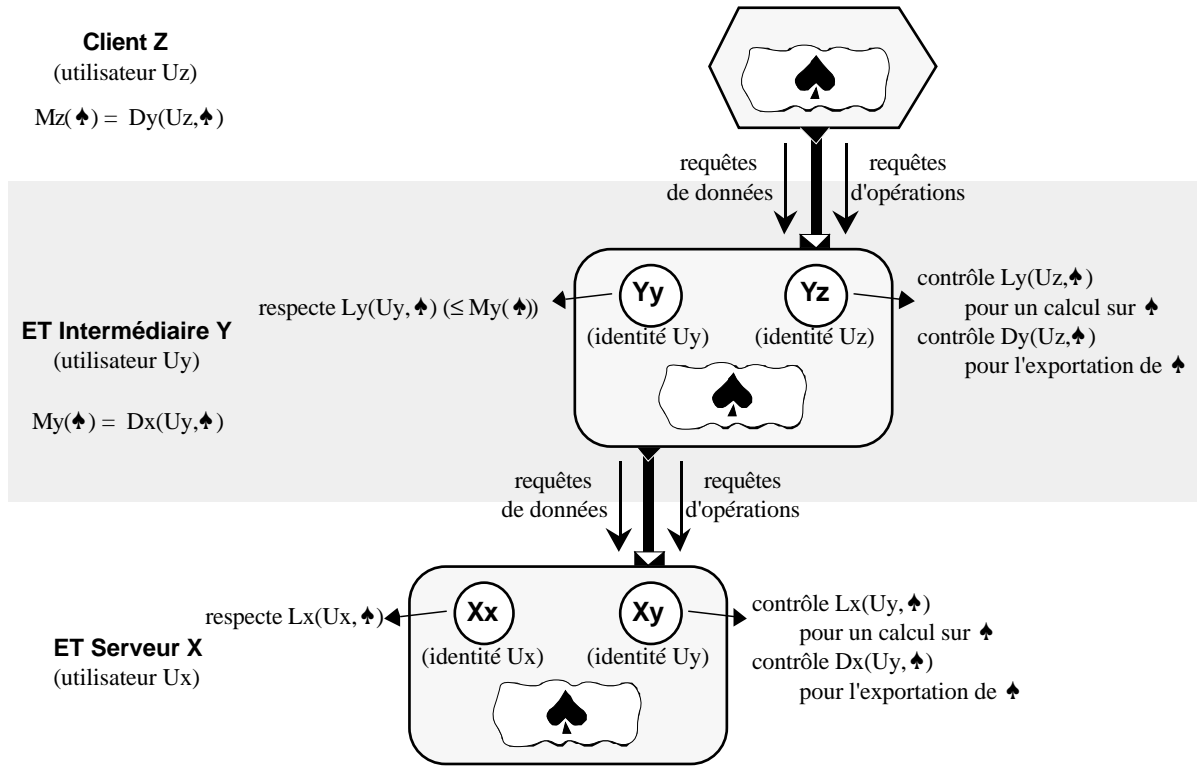 Client Z
(utilisateur Uz)
Mz(♠) = Dy(Uz,♠)
requêtes
de données
requêtes
d'opérations
ET Intermédiaire Y
(utilisateur Uy)
My(♠) = Dx(Uy,♠)
respecte Ly(Uy,♠) (≤ My(♠))
Yy
(identité Uy)
Yz
(identité Uz)
contrôle Ly(Uz,♠)
pour un calcul sur ♠
contrôle Dy(Uz,♠)
pour l'exportation de ♠
requêtes
de données
requêtes
d'opérations
ET Serveur X
(utilisateur Ux)
respecte Lx(Ux,♠)
Xx
(identité Ux)
Xy
(identité Uy)
contrôle Lx(Uy,♠)
pour un calcul sur ♠
contrôle Dx(Uy,♠)
pour l'exportation de ♠